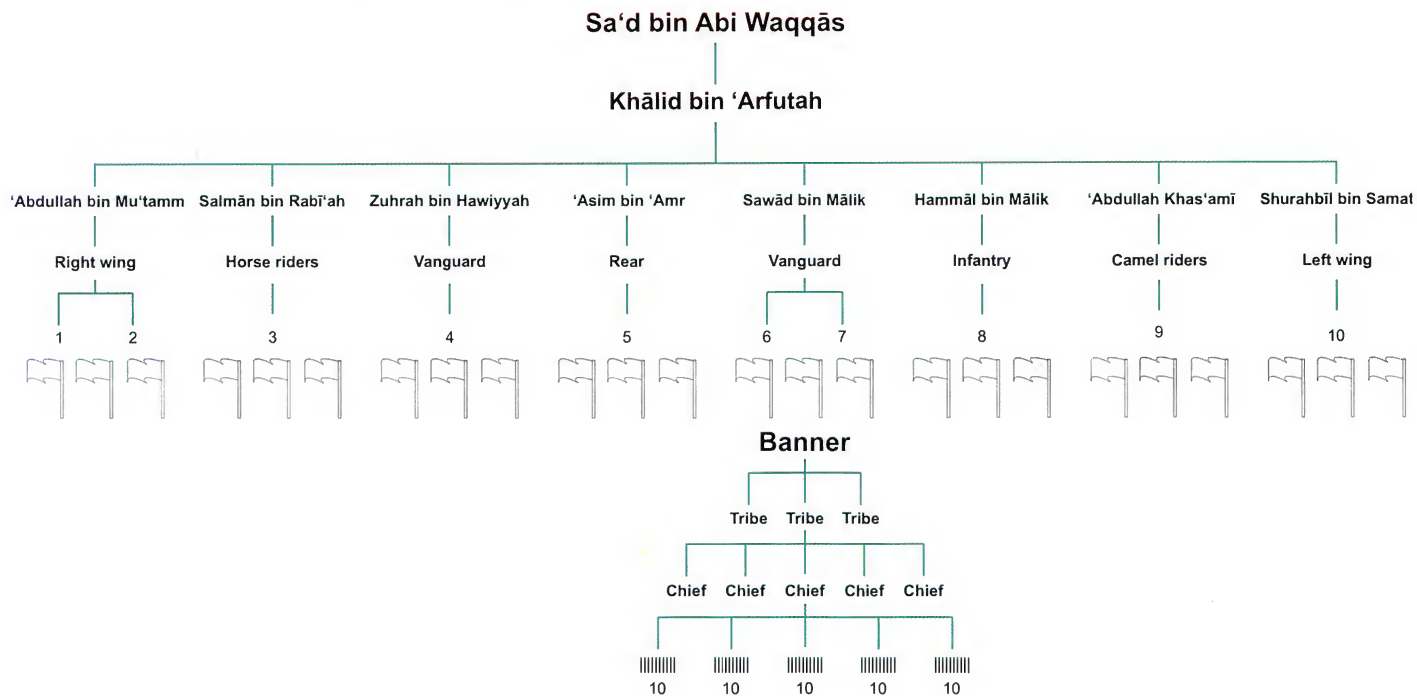 Sa‘d bin Abi Waqqās
Khālid bin ‘Arfutah
‘Abdullah bin Mu‘tamm Salmān bin Rabī‘ah Zuhrah bin Hawiyyah ‘Asim bin ‘Amr Sawād bin Mālik Hammāl bin Mālik ‘Abdullah Khas‘amī Shurahbīl bin Samat
Right wing Horse riders Vanguard Rear Vanguard Infantry Camel riders Left wing
1 2 3 4 5 6 7 8 9 10
Banner
Tribe Tribe Tribe
Chief Chief Chief Chief Chief
10 10 10 10 10